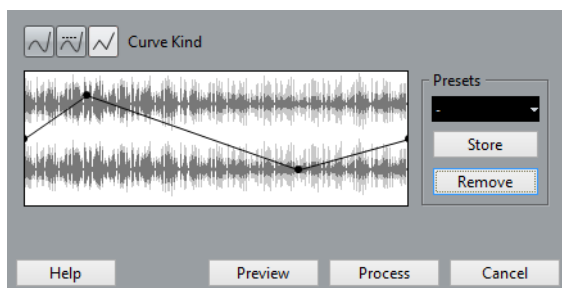 Curve Kind
Presets
-
Store
Remove
Help
Preview
Process
Cancel